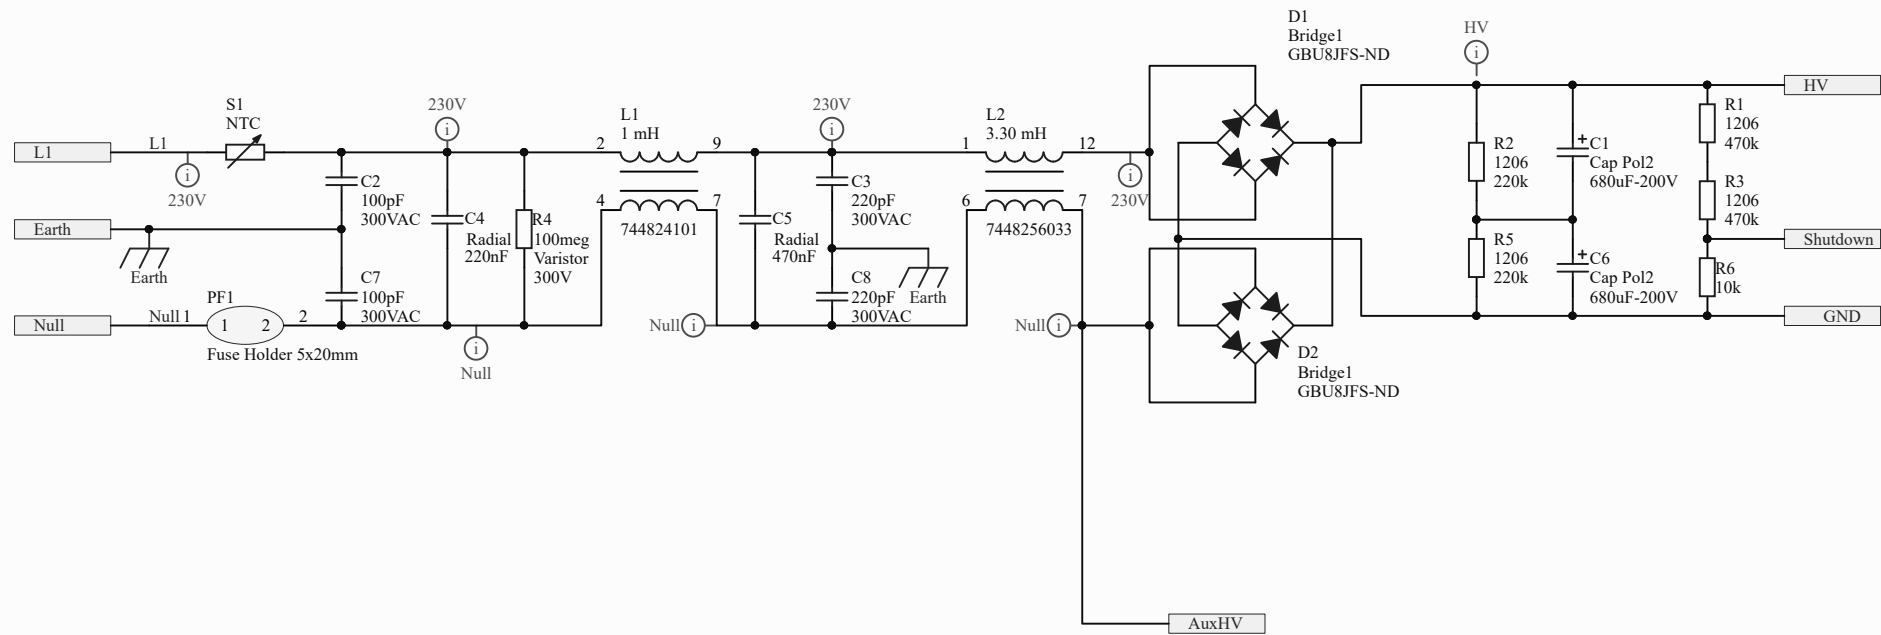 D1
Bridge1
GBU8JFS-ND
HV
i
HV
S1
NTC
230V
i
L1
1 mH
230V
i
L2
3.30 mH
R1
1206
470k
L1
L1
i
230V
2
9
1
12
i
230V
R2
1206
220k
C1
Cap Pol2
680uF-200V
C2
100pF
300VAC
C3
220pF
300VAC
R3
1206
470k
Earth
Earth
C4
Radial
220nF
R4
100meg
Varistor
300V
4
7
744824101
C5
Radial
470nF
6
7
7448256033
Shutdown
R5
1206
220k
C6
Cap Pol2
680uF-200V
R6
10k
C7
100pF
300VAC
C8
220pF
300VAC
Earth
PF1
Null
Null 1
1
2
2
Fuse Holder 5x20mm
i
Null
Null
i
Null
i
GND
D2
Bridge1
GBU8JFS-ND
AuxHV